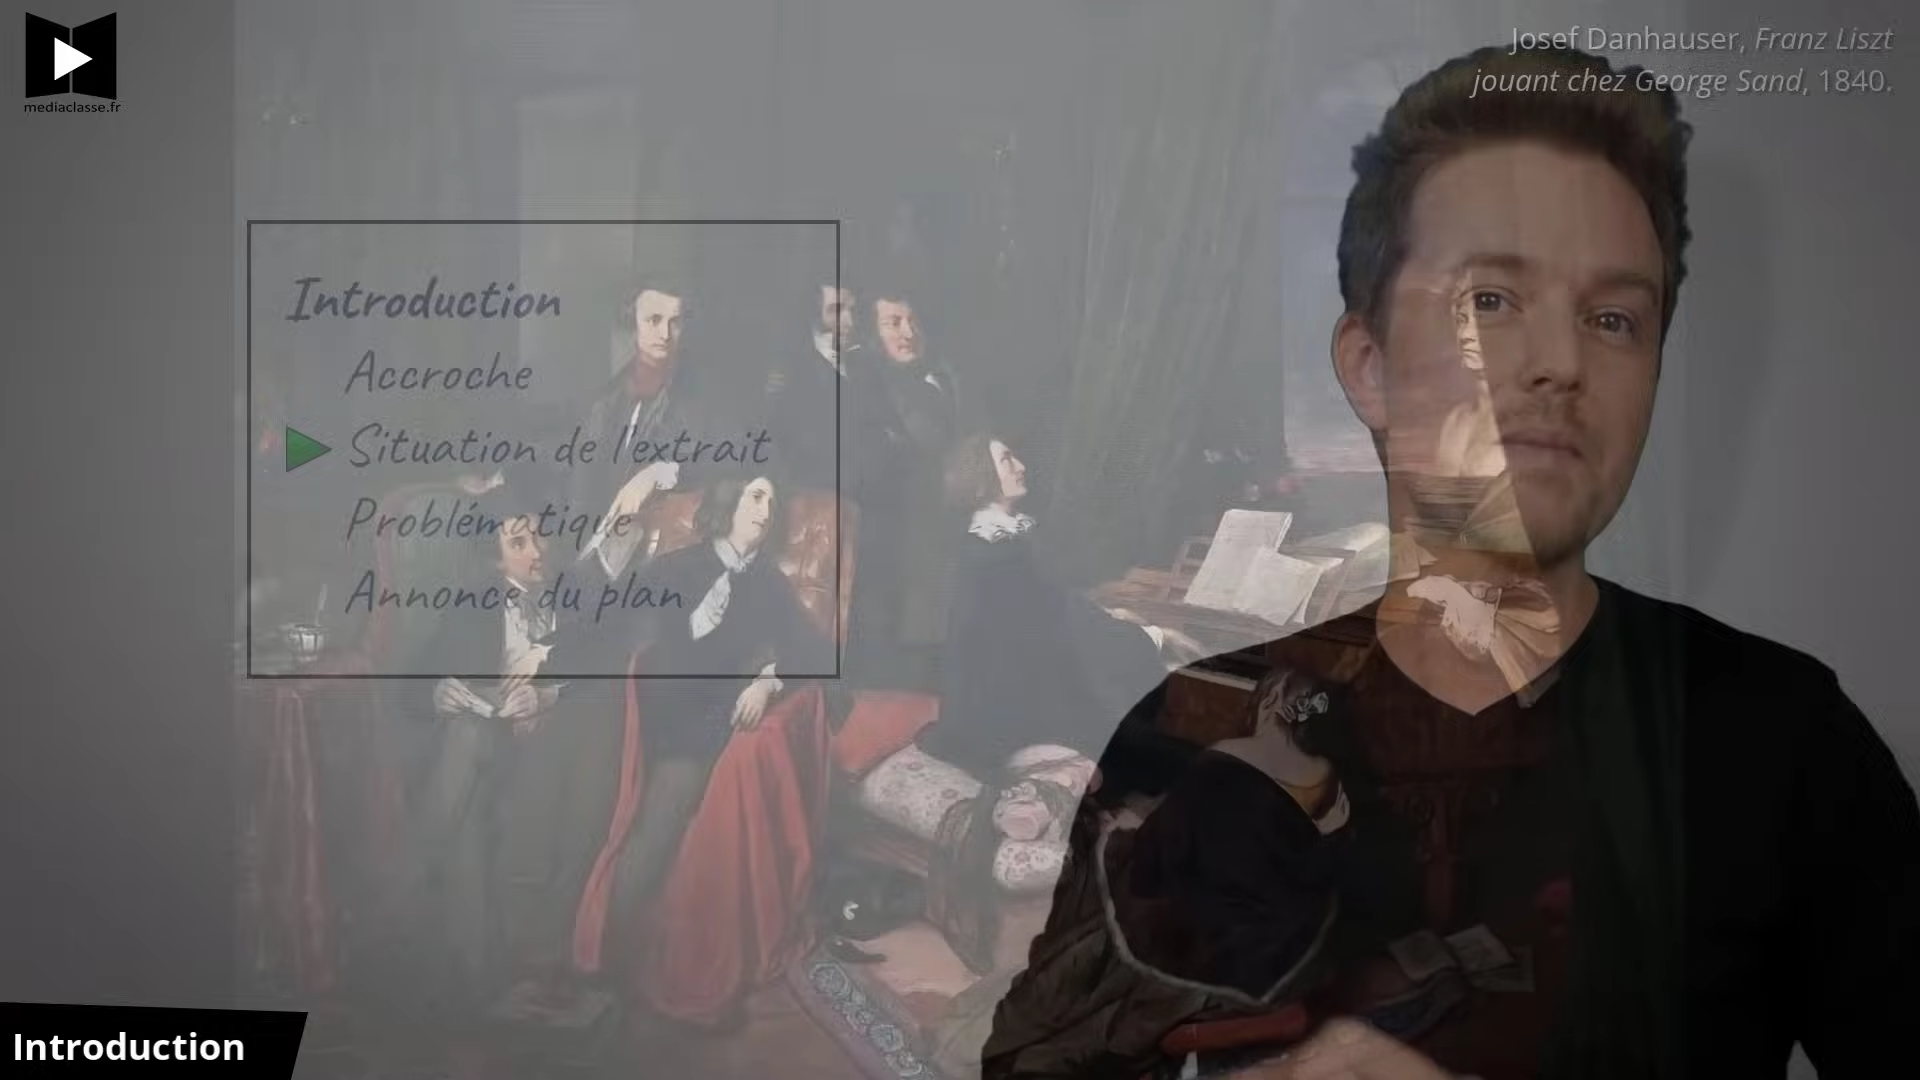 mediaclasse.fr
Josef Danhauser, Franz Liszt
jouant chez George Sand, 1840.
Introduction
Accroche
Situation de l'extrait
Problématique
Annonce du plan
Introduction